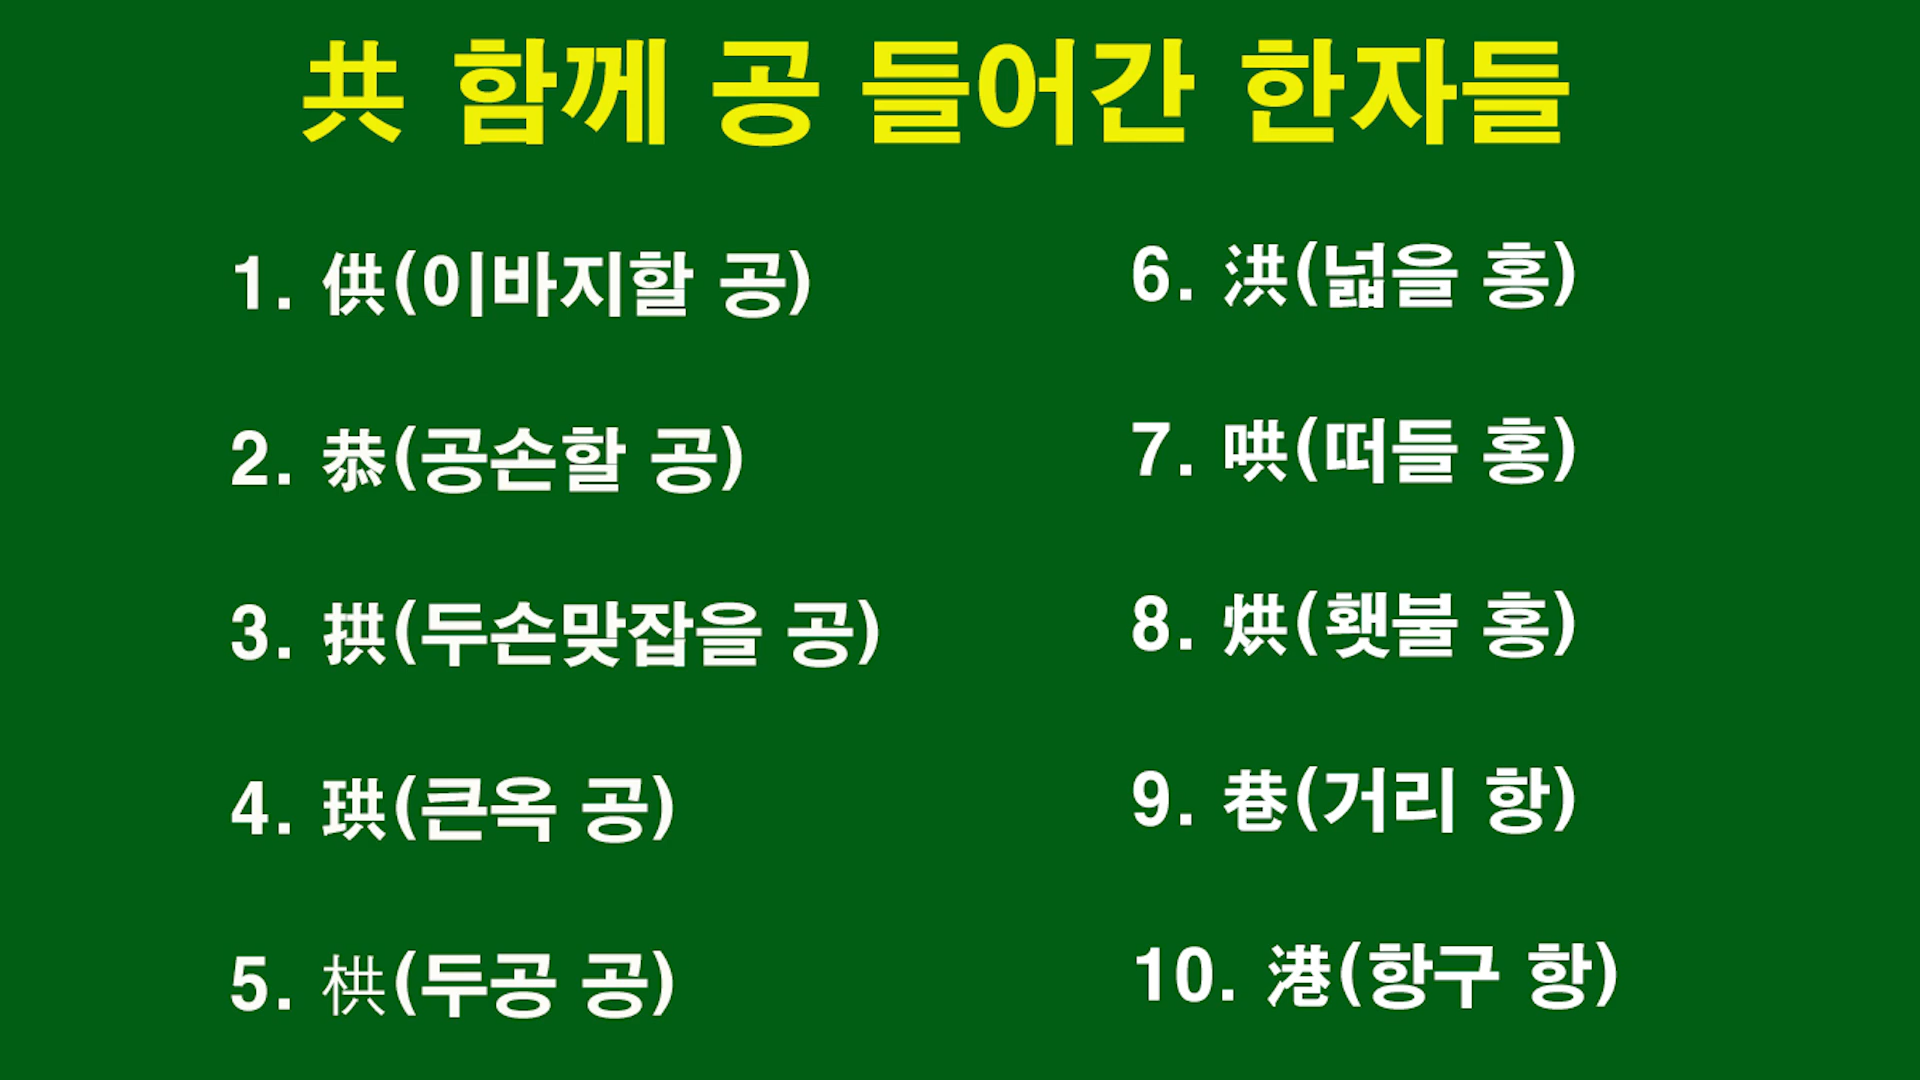 共 함께 공 들어간 한자들
1. 供(이바지할 공)
2. 恭(공손할 공)
3. 拱(두손맞잡을 공)
4. 珙(큰옥 공)
5. 栱(두공 공)
6. 洪(넓을 홍)
7. 哄(떠들 홍)
8. 烘(횃불 홍)
9. 巷(거리 항)
10. 港(항구 항)